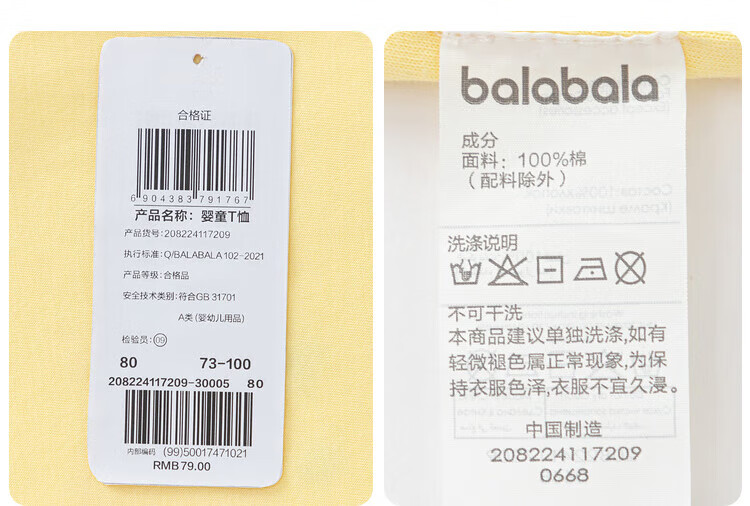 合格证
6 904383 791767
产品名称：婴童T恤
产品货号：208224117209
执行标准：Q/BALABALA 102-2021
产品等级：合格品
安全技术类别：符合GB 31701
A类（婴幼儿用品）
检验员：09
80 73-100
208224117209-30005 80
内部编码 (99)50017471021
RMB79.00
balabala
成分
面料：100%棉
（配料除外）
洗涤说明
不可干洗
本商品建议单独洗涤,如有
轻微褪色属正常现象,为保
持衣服色泽,衣服不宜久浸。
中国制造
208224117209
0668